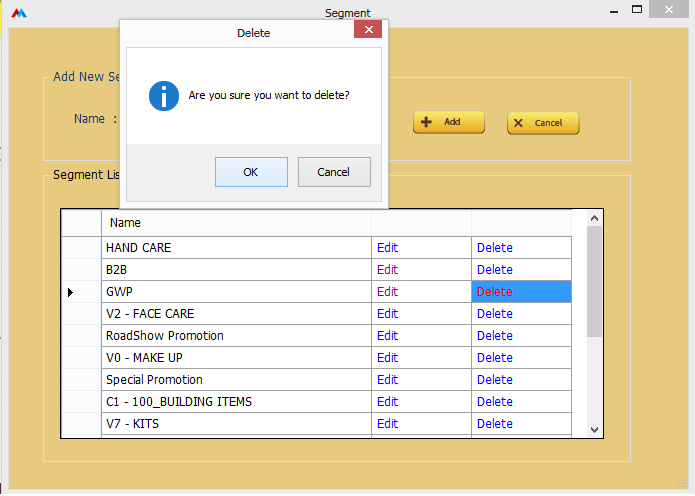 Segment
Delete
Add New Se
Are you sure you want to delete?
Name :
Add
Cancel
OK
Cancel
Segment Lis
Name
HAND CARE Edit Delete
B2B Edit Delete
GWP Edit Delete
V2 - FACE CARE Edit Delete
RoadShow Promotion Edit Delete
V0 - MAKE UP Edit Delete
Special Promotion Edit Delete
C1 - 100_BUILDING ITEMS Edit Delete
V7 - KITS Edit Delete